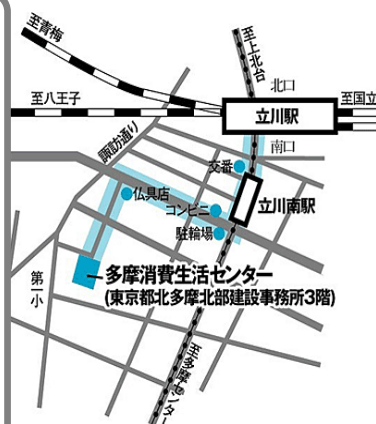 至青梅
至上北台
北口
至八王子
立川駅
至国立
南口
諏訪通り
交番
仏具店
コンビニ
立川南駅
駐輪場
第一小
多摩消費生活センター
(東京都北多摩北部建設事務所3階)
至多摩センター